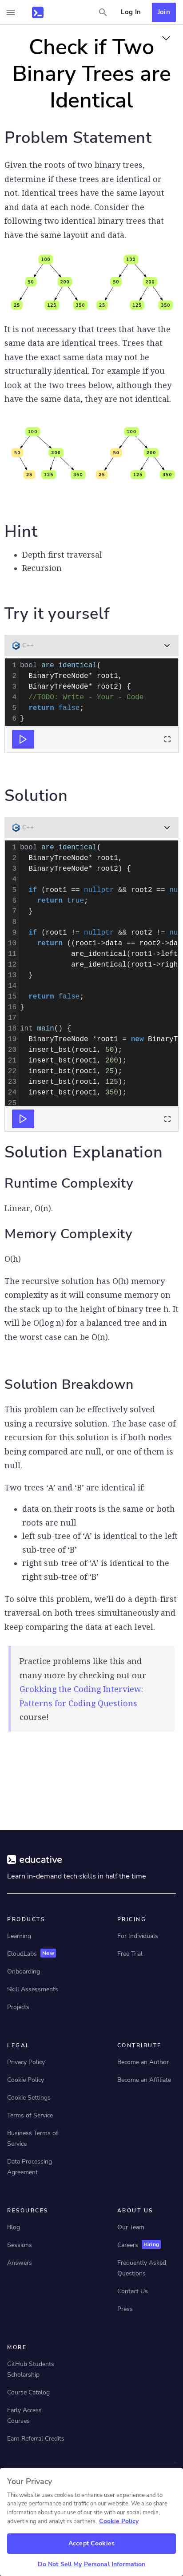 Log In
Join
Check if Two
Binary Trees are
Identical
Problem Statement
Given the roots of two binary trees,
determine if these trees are identical or
not. Identical trees have the same layout
and data at each node. Consider the
following two identical binary trees that
have the same layout and data.
100 100
50 200 50 200
25 125 350 25 125 350
It is not necessary that trees that have the
same data are identical trees. Trees that
have the exact same data may not be
structurally identical. For example if you
look at the two trees below, although they
have the same data, they are not identical.
100 100
50 200 50 200
25 125 350 25 125 350
Hint
Depth first traversal
Recursion
Try it yourself
C++
1 bool are_identical(
2 BinaryTreeNode* root1,
3 BinaryTreeNode* root2) {
4 //TODO: Write - Your - Code
5 return false;
6 }
Solution
C++
1 bool are_identical(
2 BinaryTreeNode* root1,
3 BinaryTreeNode* root2) {
4
5 if (root1 == nullptr && root2 == nu
6 return true;
7 }
8
9 if (root1 != nullptr && root2 != nu
10 return ((root1->data == root2->da
11 are_identical(root1->left
12 are_identical(root1->righ
13 }
14
15 return false;
16 }
17
18 int main() {
19 BinaryTreeNode *root1 = new BinaryT
20 insert_bst(root1, 50);
21 insert_bst(root1, 200);
22 insert_bst(root1, 25);
23 insert_bst(root1, 125);
24 insert_bst(root1, 350);
25
Solution Explanation
Runtime Complexity
Linear, O(n).
Memory Complexity
O(h)
The recursive solution has O(h) memory
complexity as it will consume memory on
the stack up to the height of binary tree h. It
will be O(log n) for a balanced tree and in
the worst case can be O(n).
Solution Breakdown
This problem can be effectively solved
using a recursive solution. The base case of
recursion for this solution is if both nodes
being compared are null, or one of them is
null.
Two trees ‘A’ and ‘B’ are identical if:
data on their roots is the same or both
roots are null
left sub-tree of ‘A’ is identical to the left
sub-tree of ‘B’
right sub-tree of ‘A’ is identical to the
right sub-tree of ‘B’
To solve this problem, we’ll do a depth-first
traversal on both trees simultaneously and
keep comparing the data at each level.
Practice problems like this and
many more by checking out our
Grokking the Coding Interview:
Patterns for Coding Questions
course!
educative
Learn in-demand tech skills in half the time
PRODUCTS
Learning
CloudLabs New
Onboarding
Skill Assessments
Projects
PRICING
For Individuals
Free Trial
LEGAL
Privacy Policy
Cookie Policy
Cookie Settings
Terms of Service
Business Terms of
Service
Data Processing
Agreement
CONTRIBUTE
Become an Author
Become an Affiliate
RESOURCES
Blog
Sessions
Answers
ABOUT US
Our Team
Careers Hiring
Frequently Asked
Questions
Contact Us
Press
MORE
GitHub Students
Scholarship
Course Catalog
Early Access
Courses
Earn Referral Credits
Your Privacy
This website uses cookies to enhance user experience and to
analyze performance and traffic on our website. We also share
information about your use of our site with our social media,
advertising and analytics partners. Cookie Policy
Accept Cookies
Do Not Sell My Personal Information